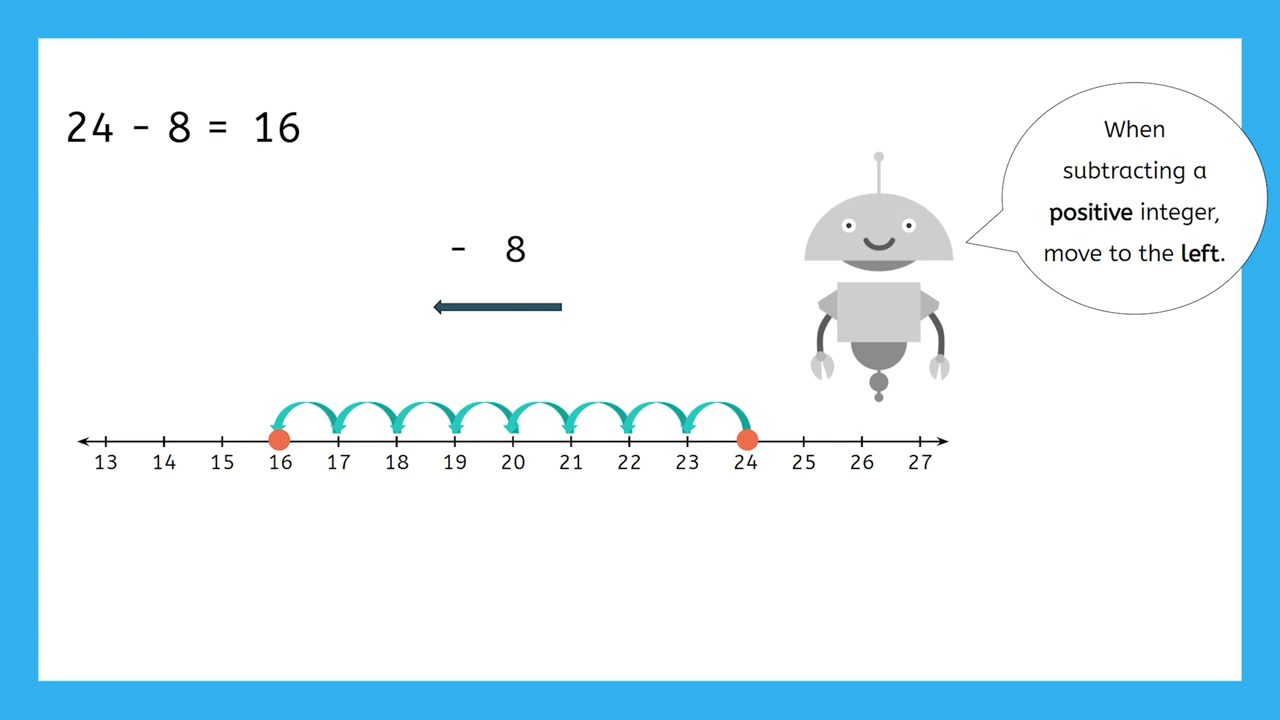 24 - 8 = 16
When
subtracting a
positive integer,
move to the left.
- 8
13 14 15 16 17 18 19 20 21 22 23 24 25 26 27